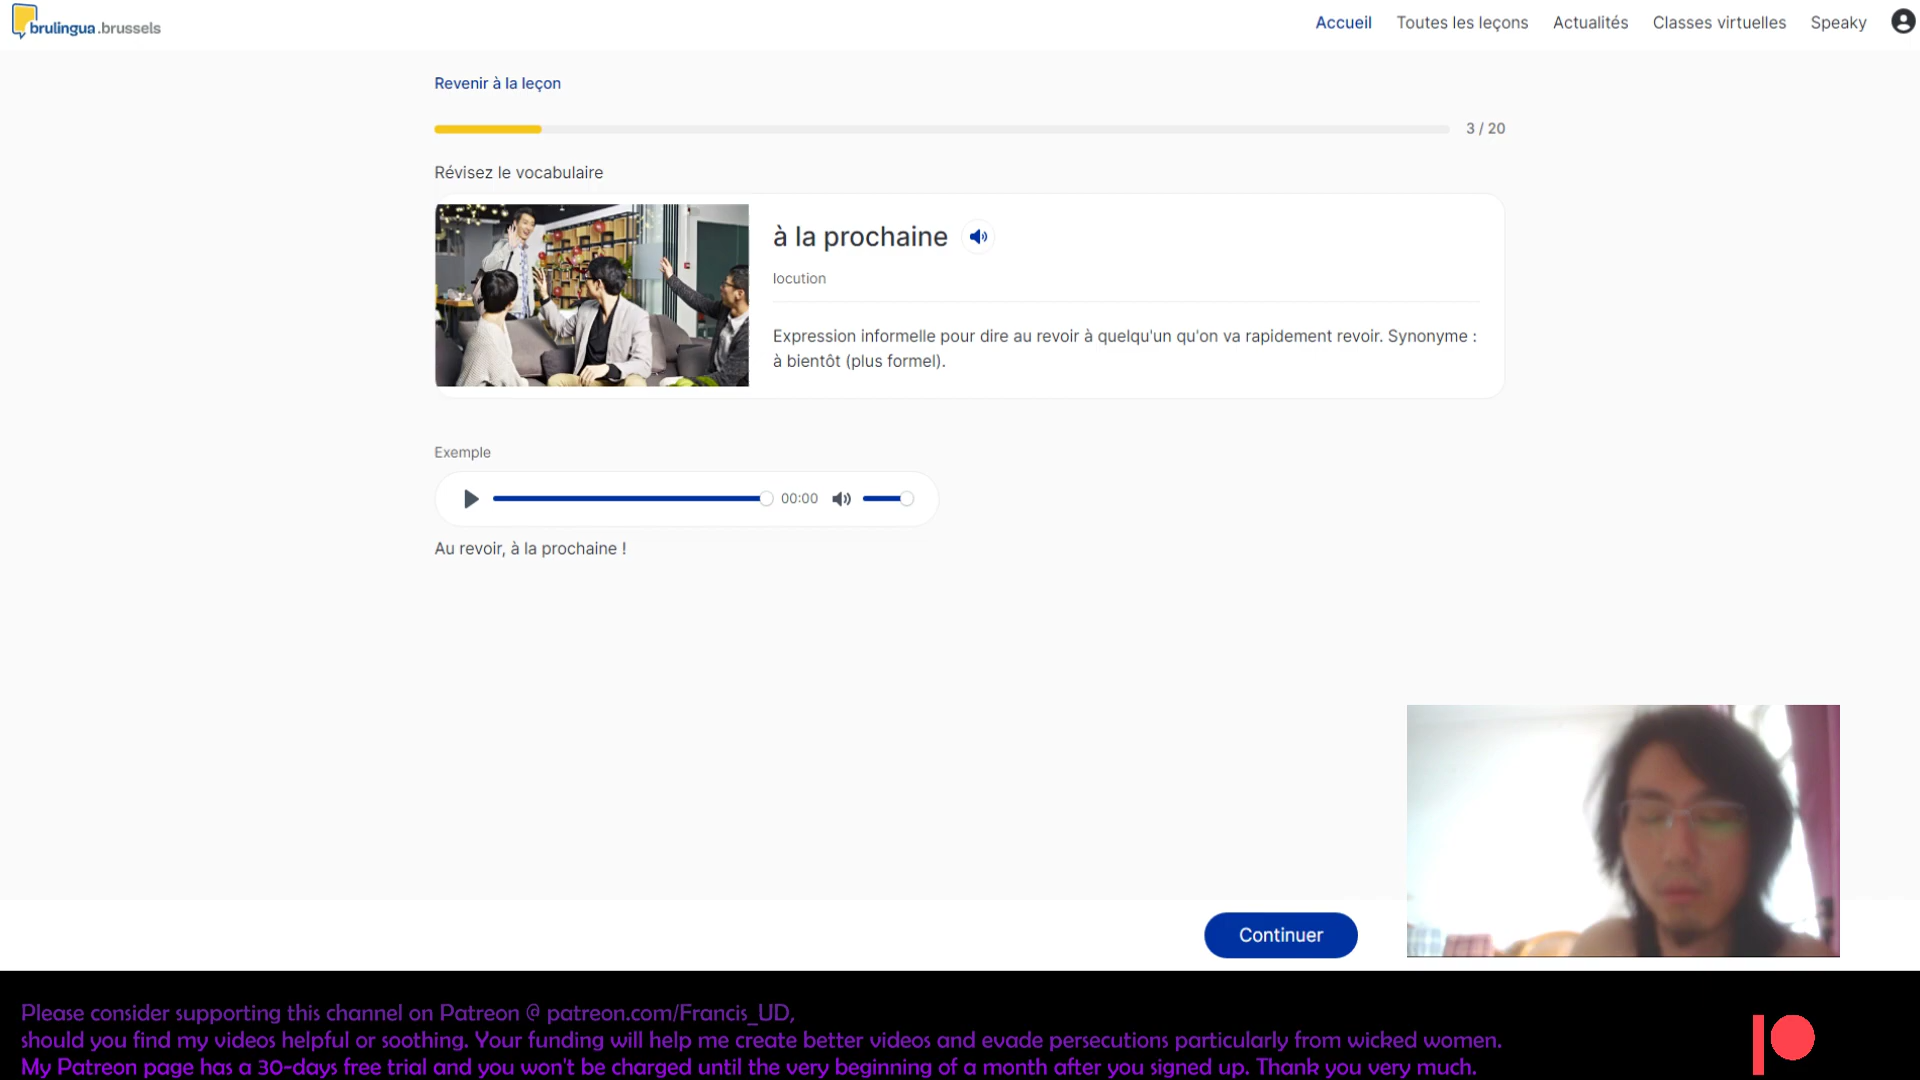 brulingua.brussels
Accueil
Toutes les leçons
Actualités
Classes virtuelles
Speaky
Revenir à la leçon
3 / 20
Révisez le vocabulaire
à la prochaine
locution
Expression informelle pour dire au revoir à quelqu'un qu'on va rapidement revoir. Synonyme :
à bientôt (plus formel).
Exemple
00:00
Au revoir, à la prochaine !
Continuer
Please consider supporting this channel on Patreon @ patreon.com/Francis_UD,
should you find my videos helpful or soothing. Your funding will help me create better videos and evade persecutions particularly from wicked women.
My Patreon page has a 30-days free trial and you won't be charged until the very beginning of a month after you signed up. Thank you very much.